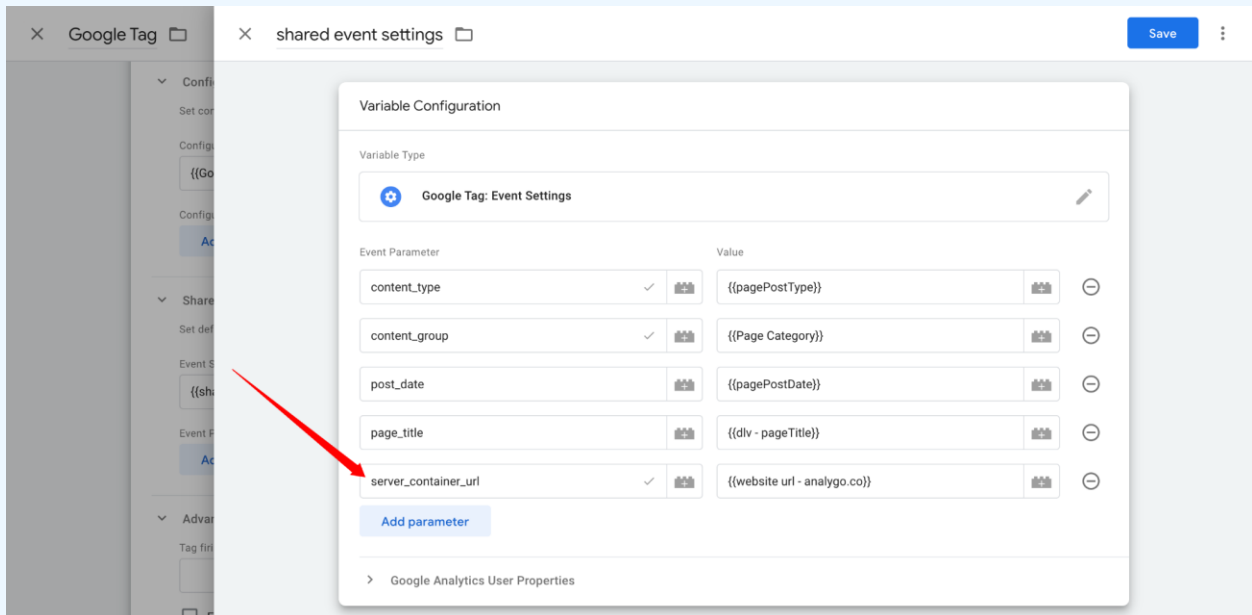 Google Tag
shared event settings
Save
Confi
Set cor
Configu
{{Go
Configu
Ad
Share
Set def
Event S
{{sha
Event P
Ad
Advan
Tag firi
Variable Configuration
Variable Type
Google Tag: Event Settings
Event Parameter Value
content_type {{pagePostType}}
content_group {{Page Category}}
post_date {{pagePostDate}}
page_title {{dlv - pageTitle}}
server_container_url {{website url - analygo.co}}
Add parameter
Google Analytics User Properties